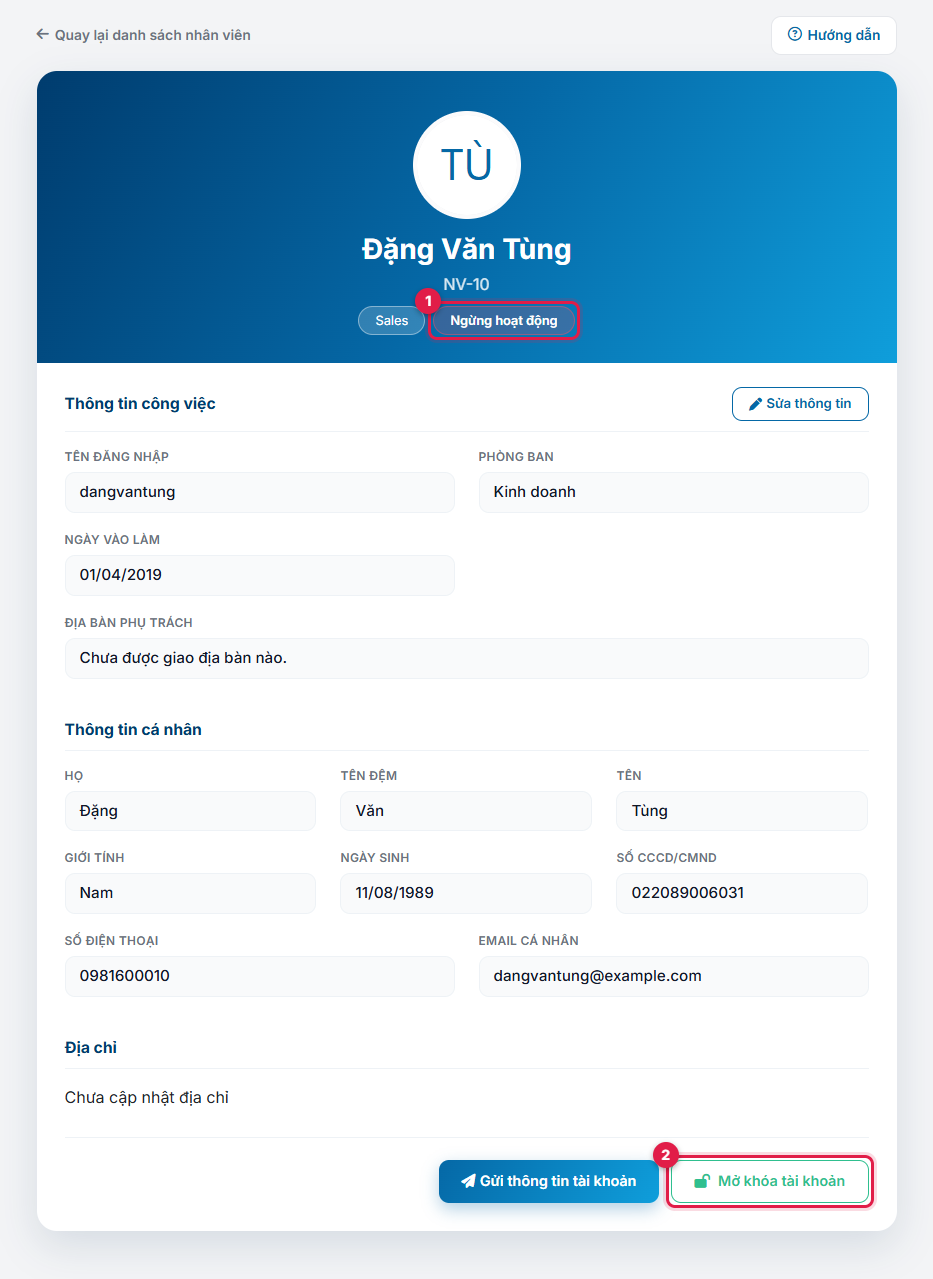 ← Quay lại danh sách nhân viên
Hướng dẫn
TÙ
Đặng Văn Tùng
NV-10
1
Sales
Ngừng hoạt động
Thông tin công việc
Sửa thông tin
TÊN ĐĂNG NHẬP
PHÒNG BAN
dangvantung
Kinh doanh
NGÀY VÀO LÀM
01/04/2019
ĐỊA BÀN PHỤ TRÁCH
Chưa được giao địa bàn nào.
Thông tin cá nhân
HỌ
TÊN ĐỆM
TÊN
Đặng
Văn
Tùng
GIỚI TÍNH
NGÀY SINH
SỐ CCCD/CMND
Nam
11/08/1989
022089006031
SỐ ĐIỆN THOẠI
EMAIL CÁ NHÂN
0981600010
dangvantung@example.com
Địa chỉ
Chưa cập nhật địa chỉ
2
Gửi thông tin tài khoản
Mở khóa tài khoản